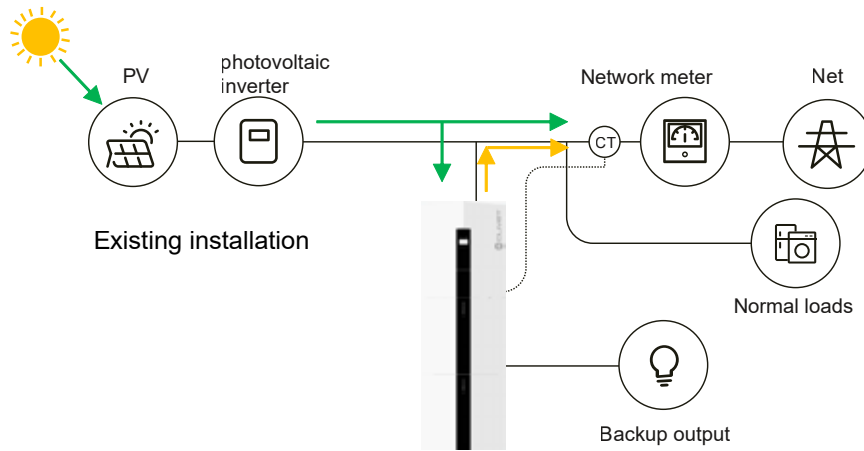 PV
photovoltaic
inverter
Network meter
Net
CT
Existing installation
Normal loads
Backup output